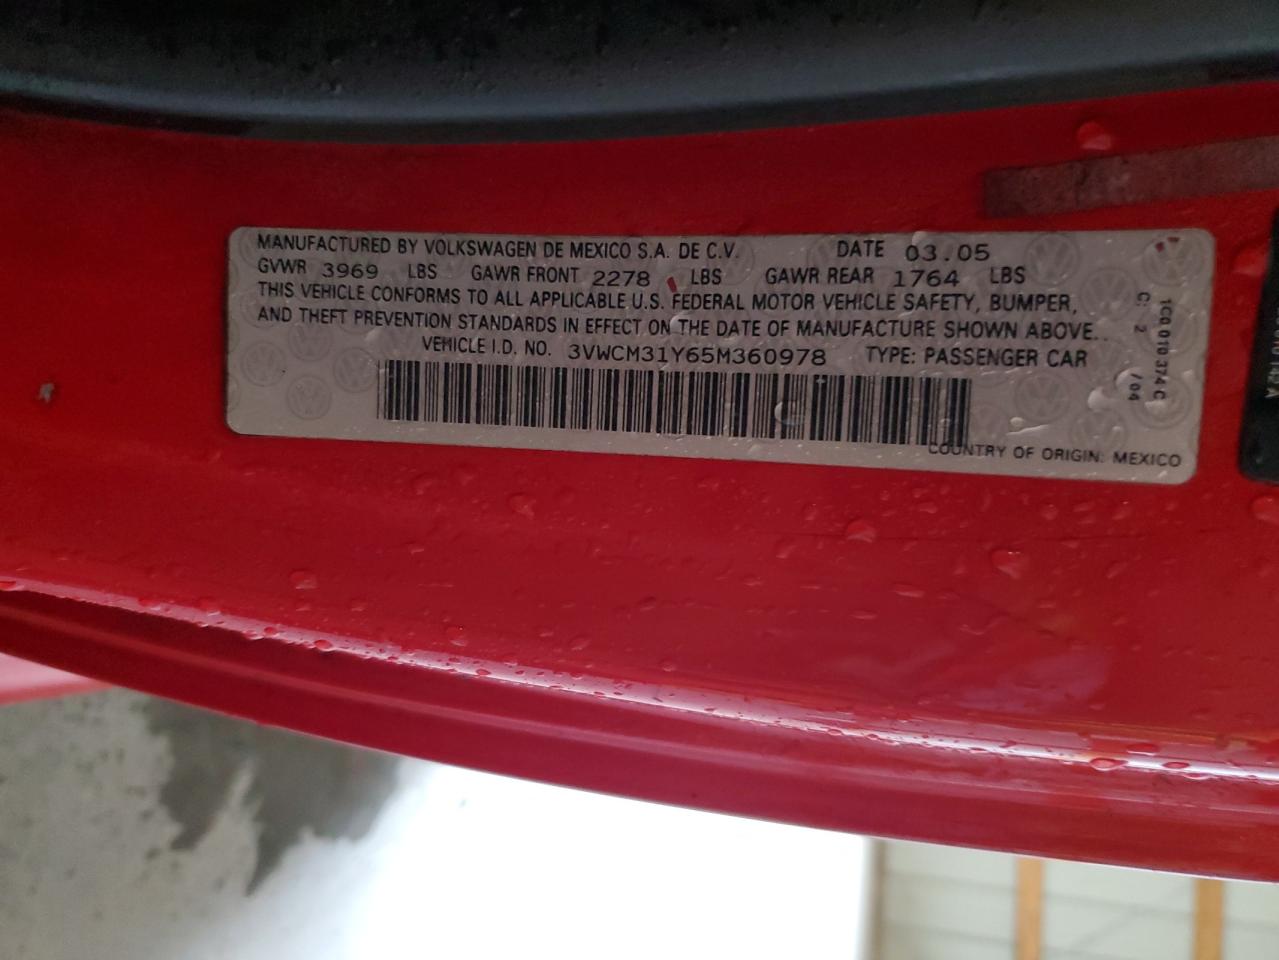 MANUFACTURED BY VOLKSWAGEN DE MEXICO S.A. DE C.V. DATE 03.05
GVWR 3969 LBS GAWR FRONT 2278 LBS GAWR REAR 1764 LBS
THIS VEHICLE CONFORMS TO ALL APPLICABLE U.S. FEDERAL MOTOR VEHICLE SAFETY, BUMPER,
AND THEFT PREVENTION STANDARDS IN EFFECT ON THE DATE OF MANUFACTURE SHOWN ABOVE..
VEHICLE I.D. NO. 3VWCM31Y65M360978 TYPE: PASSENGER CAR
COUNTRY OF ORIGIN: MEXICO
1C0 010 374 C
C: 2 / 04